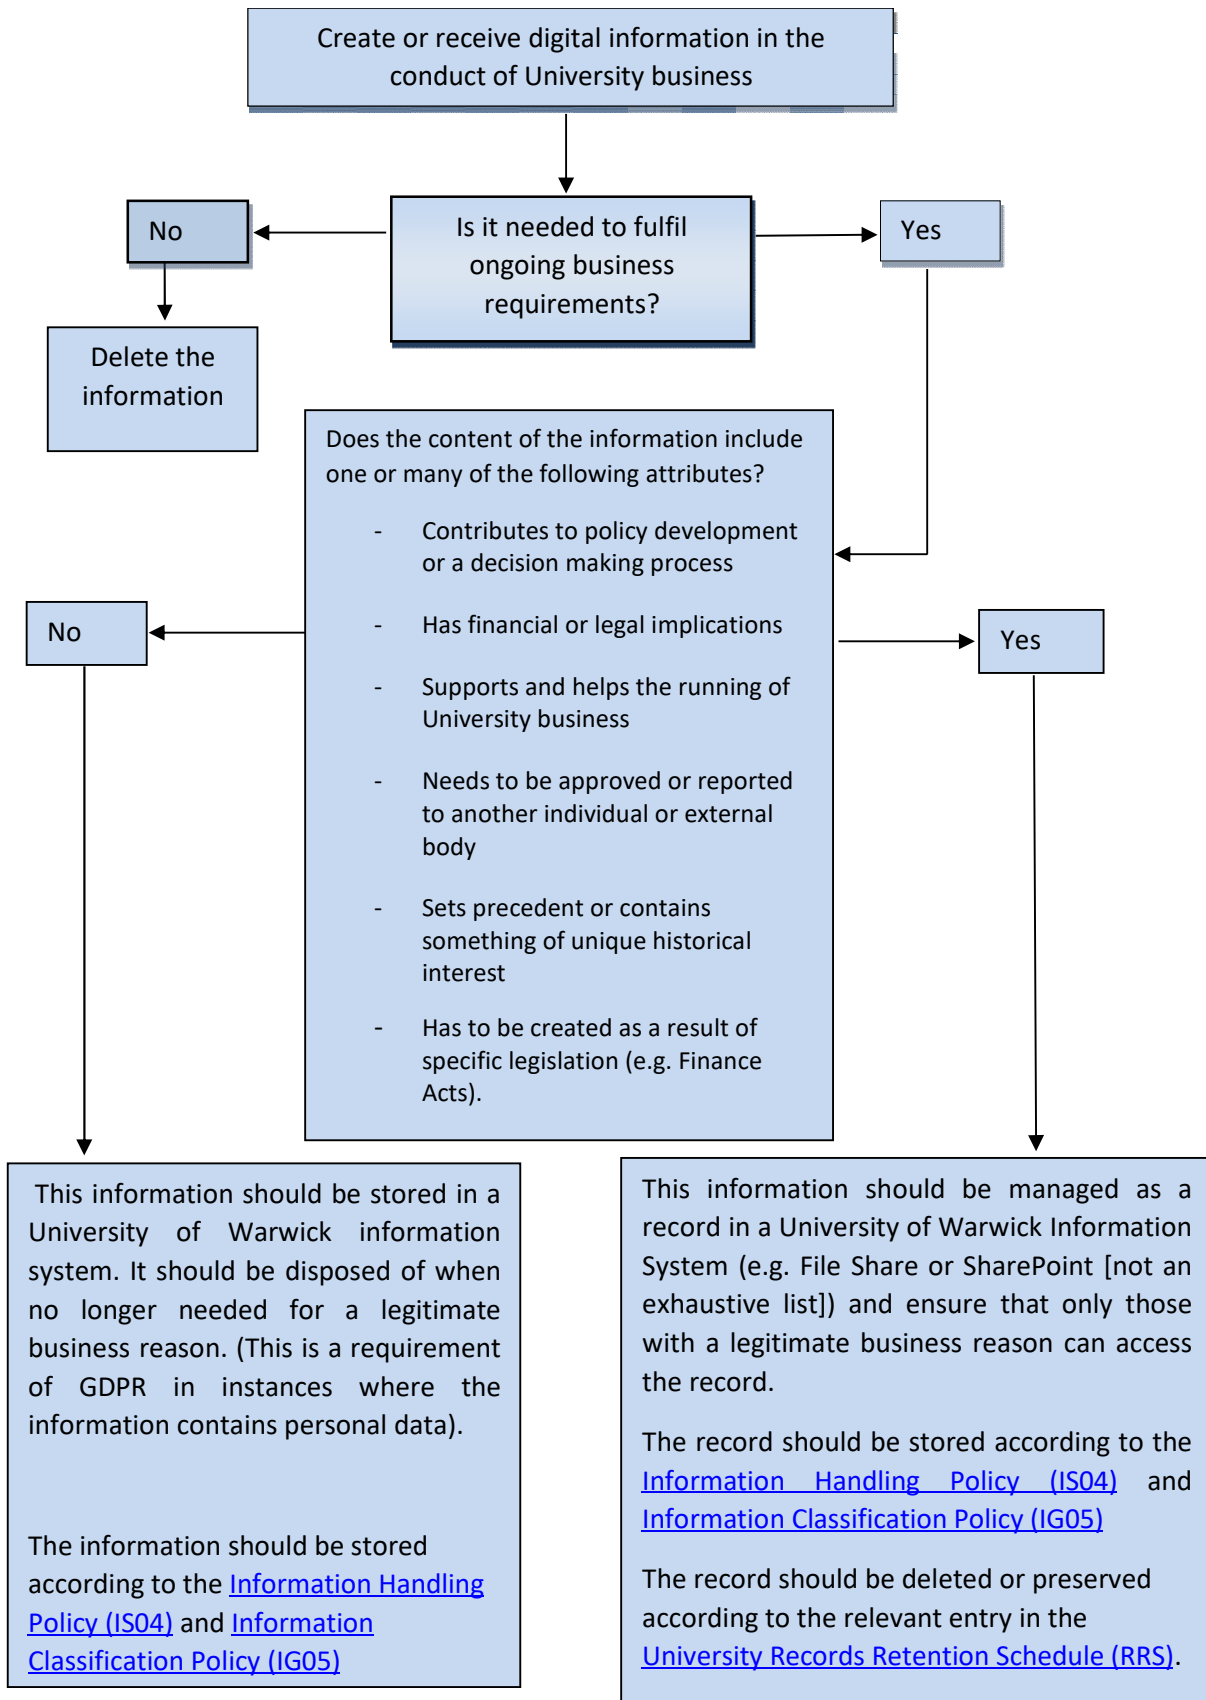 Create or receive digital information in the
conduct of University business
No
Is it needed to fulfil
ongoing business
requirements?
Yes
Delete the
information
Does the content of the information include
one or many of the following attributes?
- Contributes to policy development
or a decision making process
- Has financial or legal implications
- Supports and helps the running of
University business
- Needs to be approved or reported
to another individual or external
body
- Sets precedent or contains
something of unique historical
interest
- Has to be created as a result of
specific legislation (e.g. Finance
Acts).
No
Yes
This information should be stored in a
University of Warwick information
system. It should be disposed of when
no longer needed for a legitimate
business reason. (This is a requirement
of GDPR in instances where the
information contains personal data).
The information should be stored
according to the Information Handling
Policy (IS04) and Information
Classification Policy (IG05)
This information should be managed as a
record in a University of Warwick Information
System (e.g. File Share or SharePoint [not an
exhaustive list]) and ensure that only those
with a legitimate business reason can access
the record.
The record should be stored according to the
Information Handling Policy (IS04) and
Information Classification Policy (IG05)
The record should be deleted or preserved
according to the relevant entry in the
University Records Retention Schedule (RRS).